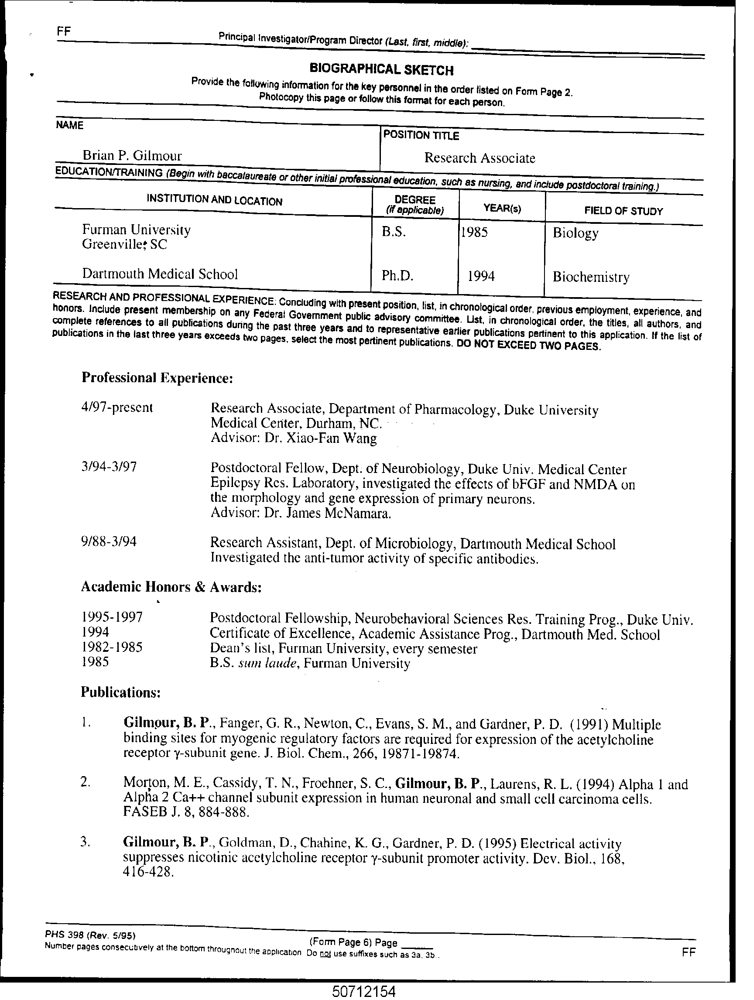 FF
Principal Investigator/Program Director (Last, first, middle):
BIOGRAPHICAL SKETCH
Provide the following information for the key personnel in the order listed on Form Page 2.
Photocopy this page or follow this format for each person.
NAME
POSITION TITLE
Brian P. Gilmour
Research Associate
EDUCATION/TRAINING (Begin with baccalaureate or other initial professional education, such as nursing, and include postdoctoral training.)
INSTITUTION AND LOCATION
DEGREE (if applicable)
YEAR(s)
FIELD OF STUDY
Furman University B.S. 1985 Biology
Greenville, SC
Dartmouth Medical School Ph.D. 1994 Biochemistry
RESEARCH AND PROFESSIONAL EXPERIENCE: Concluding with present position, list, in chronological order, previous employment, experience, and
honors. Include present membership on any Federal Government public advisory committee. List, in chronological order, the titles, all authors, and
complete references to all publications during the past three years and to representative earlier publications pertinent to this application. If the list of
publications in the last three years exceeds two pages, select the most pertinent publications. DO NOT EXCEED TWO PAGES.
Professional Experience:
4/97-present Research Associate, Department of Pharmacology, Duke University
Medical Center, Durham, NC.
Advisor: Dr. Xiao-Fan Wang
3/94-3/97 Postdoctoral Fellow, Dept. of Neurobiology, Duke Univ. Medical Center
Epilepsy Res. Laboratory, investigated the effects of bFGF and NMDA on
the morphology and gene expression of primary neurons.
Advisor: Dr. James McNamara.
9/88-3/94 Research Assistant, Dept. of Microbiology, Dartmouth Medical School
Investigated the anti-tumor activity of specific antibodies.
Academic Honors & Awards:
1995-1997 Postdoctoral Fellowship, Neurobehavioral Sciences Res. Training Prog., Duke Univ.
1994 Certificate of Excellence, Academic Assistance Prog., Dartmouth Med. School
1982-1985 Dean's list, Furman University, every semester
1985 B.S. sum laude, Furman University
Publications:
1. Gilmour, B. P., Fanger, G. R., Newton, C., Evans, S. M., and Gardner, P. D. (1991) Multiple
binding sites for myogenic regulatory factors are required for expression of the acetylcholine
receptor γ-subunit gene. J. Biol. Chem., 266, 19871-19874.
2. Morton, M. E., Cassidy, T. N., Froehner, S. C., Gilmour, B. P., Laurens, R. L. (1994) Alpha 1 and
Alpha 2 Ca++ channel subunit expression in human neuronal and small cell carcinoma cells.
FASEB J. 8, 884-888.
3. Gilmour, B. P., Goldman, D., Chahine, K. G., Gardner, P. D. (1995) Electrical activity
suppresses nicotinic acetylcholine receptor γ-subunit promoter activity. Dev. Biol., 168,
416-428.
PHS 398 (Rev. 5/95)
(Form Page 6) Page
Number pages consecutively at the bottom throughout the application. Do not use suffixes such as 3a, 3b.
FF
50712154